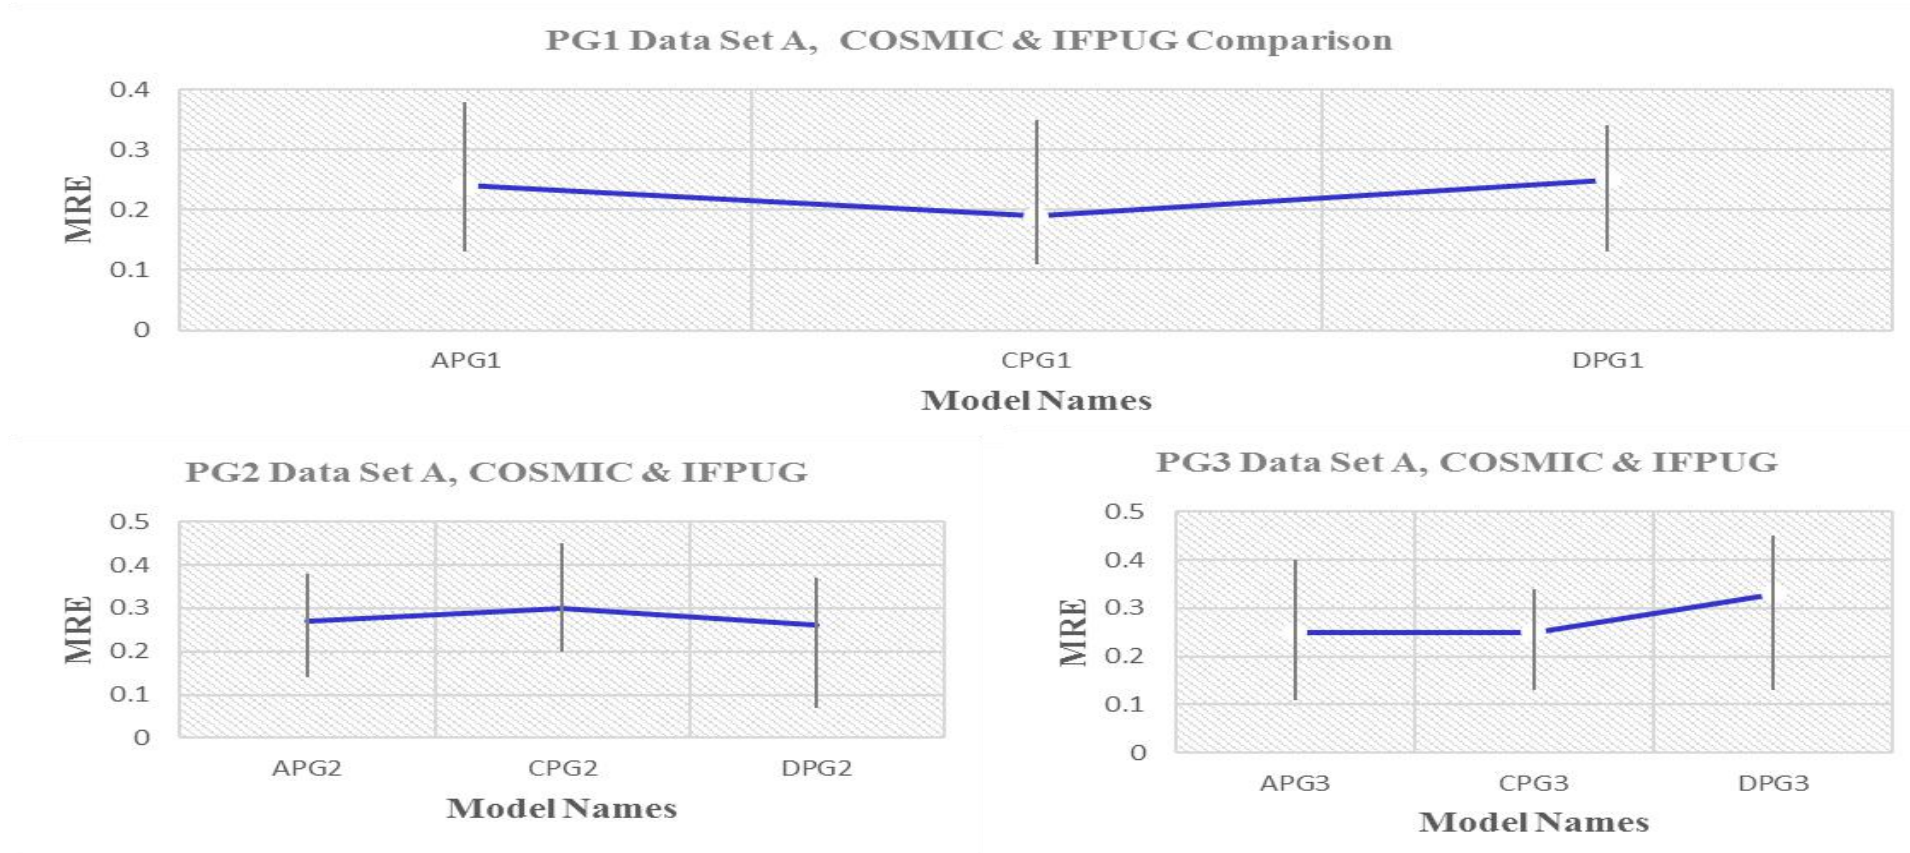 PG1 Data Set A, COSMIC & IFPUG Comparison
0.4
0.3
0.2
0.1
0
MRE
APG1 CPG1 DPG1
Model Names
PG2 Data Set A, COSMIC & IFPUG
0.5
0.4
0.3
0.2
0.1
0
MRE
APG2 CPG2 DPG2
Model Names
PG3 Data Set A, COSMIC & IFPUG
0.5
0.4
0.3
0.2
0.1
0
MRE
APG3 CPG3 DPG3
Model Names